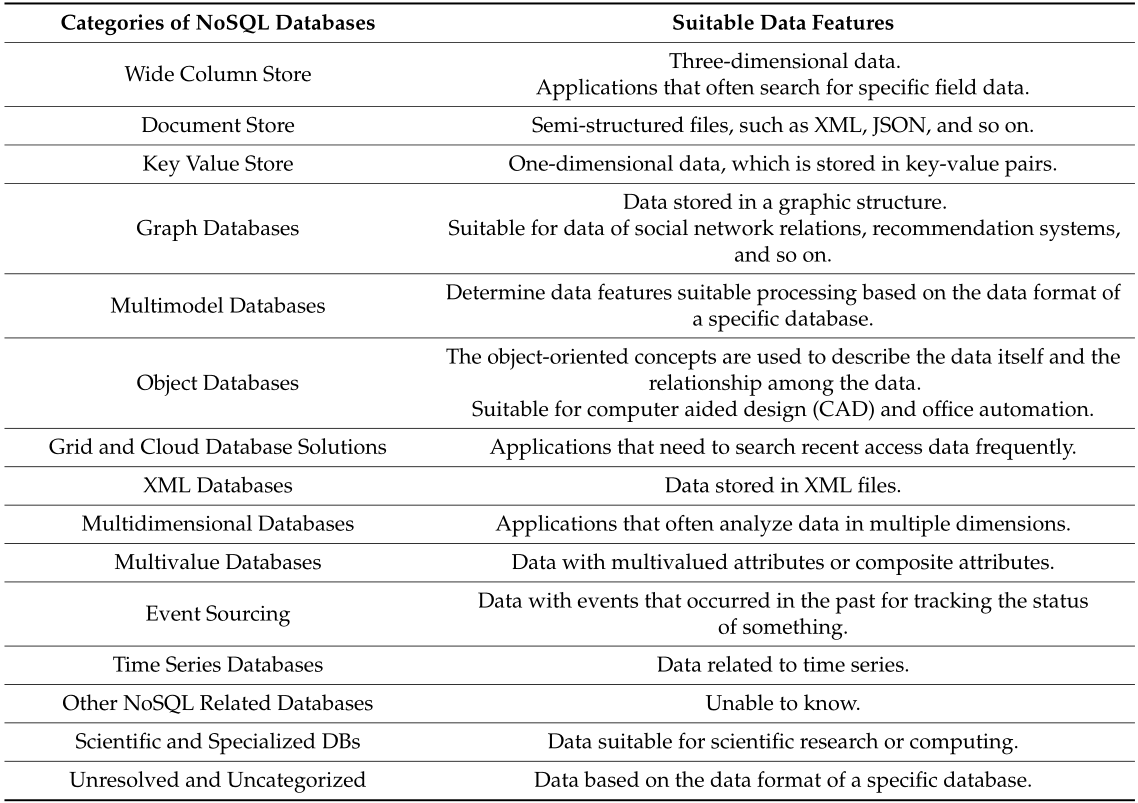 Categories of NoSQL Databases Suitable Data Features
Wide Column Store
Three-dimensional data.
Applications that often search for specific field data.
Document Store Semi-structured files, such as XML, JSON, and so on.
Key Value Store One-dimensional data, which is stored in key-value pairs.
Graph Databases
Data stored in a graphic structure.
Suitable for data of social network relations, recommendation systems,
and so on.
Multimodel Databases
Determine data features suitable processing based on the data format of
a specific database.
Object Databases
The object-oriented concepts are used to describe the data itself and the
relationship among the data.
Suitable for computer aided design (CAD) and office automation.
Grid and Cloud Database Solutions Applications that need to search recent access data frequently.
XML Databases Data stored in XML files.
Multidimensional Databases Applications that often analyze data in multiple dimensions.
Multivalue Databases Data with multivalued attributes or composite attributes.
Event Sourcing
Data with events that occurred in the past for tracking the status
of something.
Time Series Databases Data related to time series.
Other NoSQL Related Databases Unable to know.
Scientific and Specialized DBs Data suitable for scientific research or computing.
Unresolved and Uncategorized Data based on the data format of a specific database.